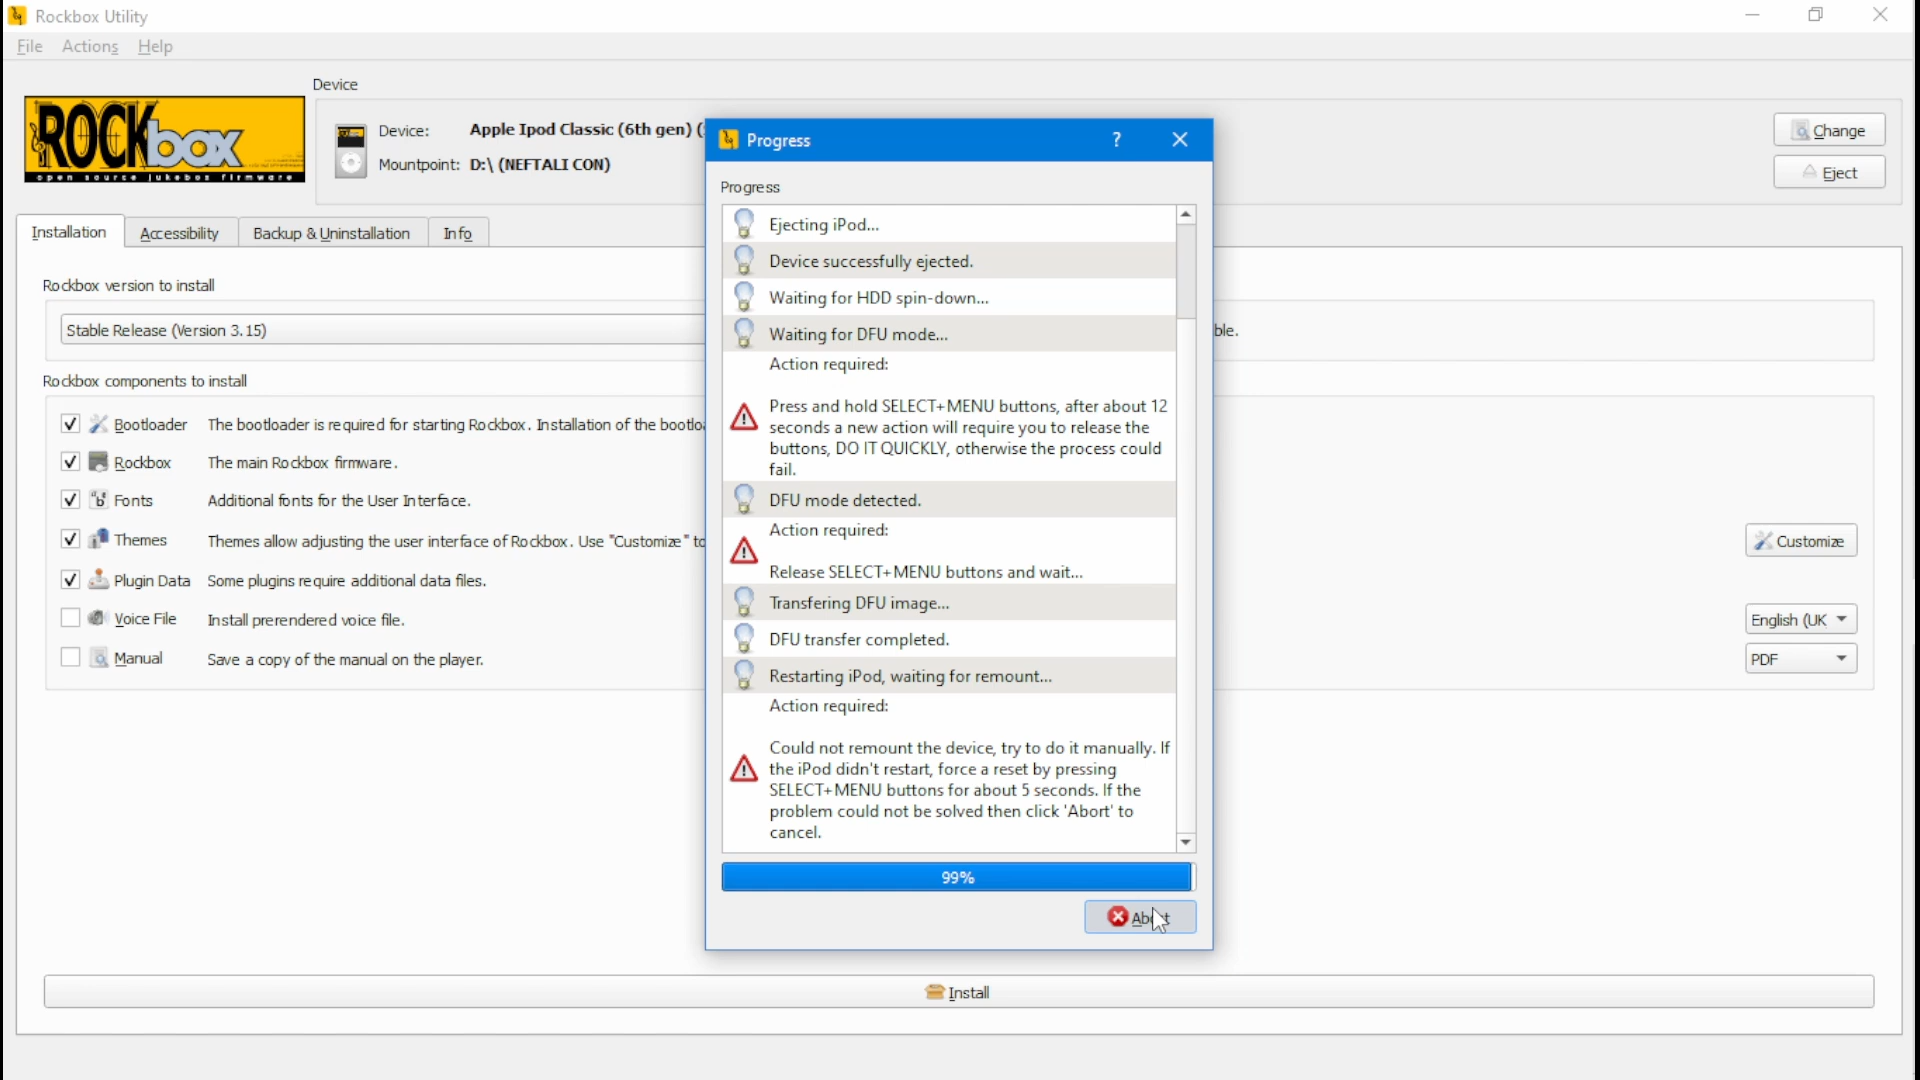 Rockbox Utility
File Actions Help
Device
ROCKbox
open source jukebox firmware
Device: Apple Ipod Classic (6th gen) (
Mountpoint: D:\ (NEFTALI CON)
Change
Eject
Installation Accessibility Backup & Uninstallation Info
Rockbox version to install
Stable Release (Version 3.15)
ble.
Rockbox components to install
Bootloader The bootloader is required for starting Rockbox. Installation of the bootlo
Rockbox The main Rockbox firmware.
Fonts Additional fonts for the User Interface.
Themes Themes allow adjusting the user interface of Rockbox. Use "Customize" to
Customize
Plugin Data Some plugins require additional data files.
Voice File Install prerendered voice file.
English (UK
Manual Save a copy of the manual on the player.
PDF
Install
Progress ?
Progress
Ejecting iPod...
Device successfully ejected.
Waiting for HDD spin-down...
Waiting for DFU mode...
Action required:
Press and hold SELECT+MENU buttons, after about 12
seconds a new action will require you to release the
buttons, DO IT QUICKLY, otherwise the process could
fail.
DFU mode detected.
Action required:
Release SELECT+MENU buttons and wait...
Transfering DFU image...
DFU transfer completed.
Restarting iPod, waiting for remount...
Action required:
Could not remount the device, try to do it manually. If
the iPod didn't restart, force a reset by pressing
SELECT+MENU buttons for about 5 seconds. If the
problem could not be solved then click 'Abort' to
cancel.
99%
Abort